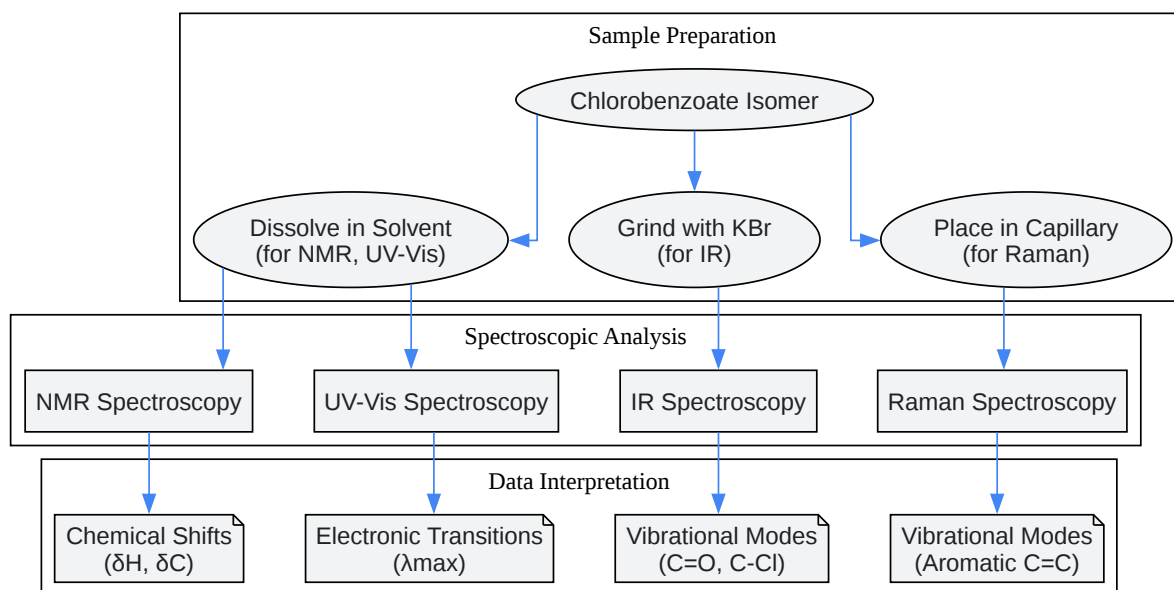 Sample Preparation
Chlorobenzoate Isomer
Dissolve in Solvent
(for NMR, UV-Vis)
Grind with KBr
(for IR)
Place in Capillary
(for Raman)
Spectroscopic Analysis
NMR Spectroscopy
UV-Vis Spectroscopy
IR Spectroscopy
Raman Spectroscopy
Data Interpretation
Chemical Shifts
(δH, δC)
Electronic Transitions
(λmax)
Vibrational Modes
(C=O, C-Cl)
Vibrational Modes
(Aromatic C=C)